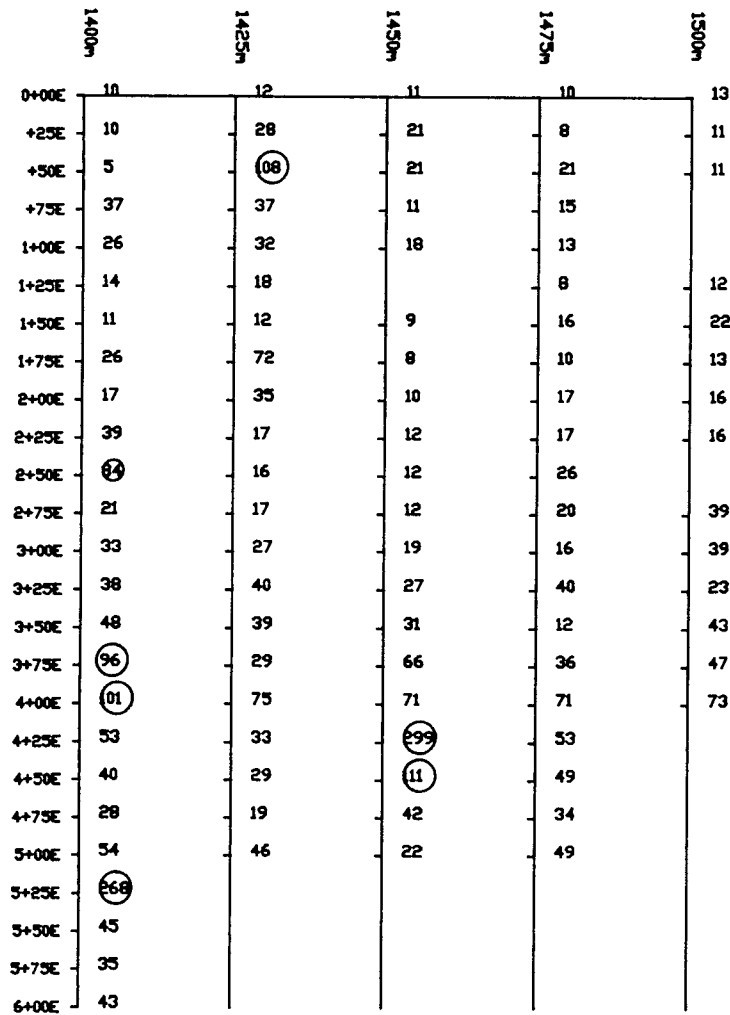 1400m 1425m 1450m 1475m 1500m
0+00E 10 12 11 10 13
+25E 10 28 21 8 11
+50E 5 108 21 21 11
+75E 37 37 11 15
1+00E 26 32 18 13
1+25E 14 18 8 12
1+50E 11 12 9 16 22
1+75E 26 72 8 10 13
2+00E 17 35 10 17 16
2+25E 39 17 12 17 16
2+50E 84 16 12 26
2+75E 21 17 12 20 39
3+00E 33 27 19 16 39
3+25E 38 40 27 40 23
3+50E 48 39 31 12 43
3+75E 96 29 66 36 47
4+00E 101 75 71 71 73
4+25E 53 33 299 53
4+50E 40 29 11 49
4+75E 28 19 42 34
5+00E 54 46 22 49
5+25E 268
5+50E 45
5+75E 35
6+00E 43